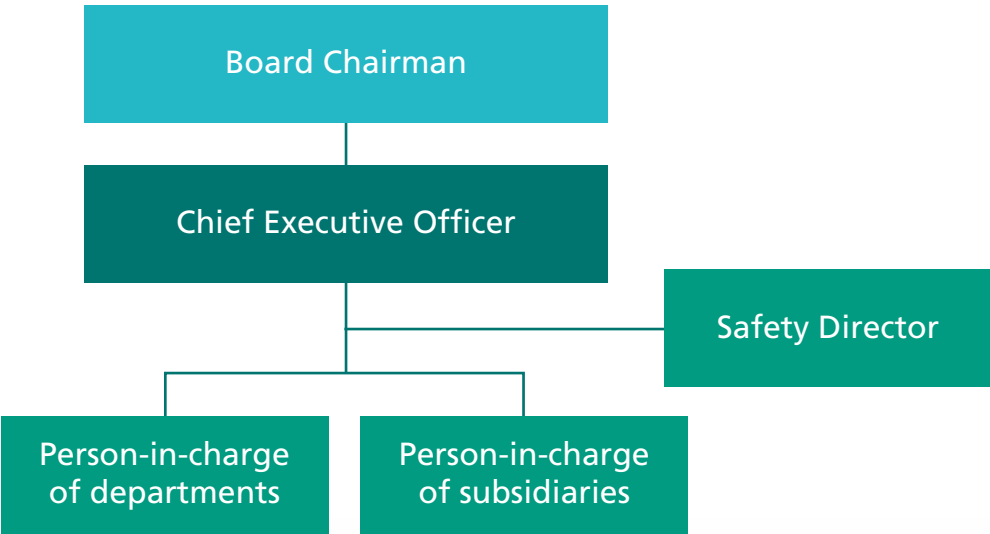 Board Chairman
Chief Executive Officer
Safety Director
Person-in-charge
of departments
Person-in-charge
of subsidiaries